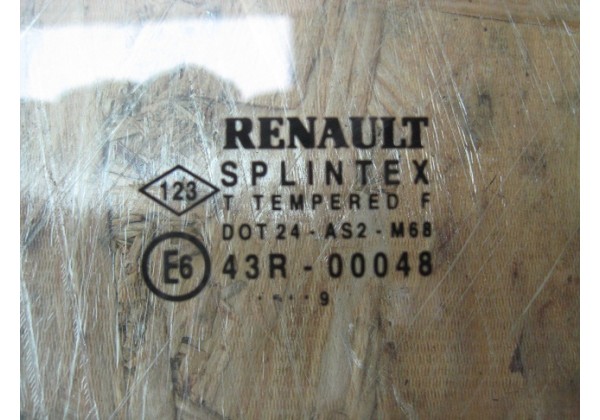 RENAULT
SPLINTEX
123
T TEMPERED F
DOT 24 - AS2 - M68
E6 43R - 00048
.. .. 9